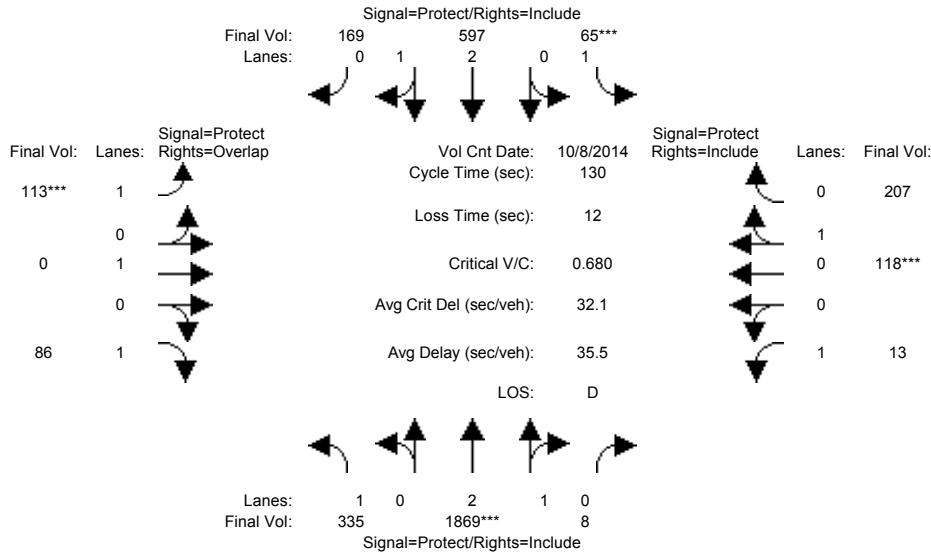 Signal=Protect/Rights=Include
Final Vol: 169 597 65***
Lanes: 0 1 2 0 1
Signal=Protect
Final Vol: Lanes: Rights=Overlap
Vol Cnt Date: 10/8/2014
Signal=Protect
Rights=Include Lanes: Final Vol:
Cycle Time (sec): 130
113*** 1
0 207
Loss Time (sec): 12
0
1
0 1
Critical V/C: 0.680
0 118***
0
Avg Crit Del (sec/veh): 32.1
0
86 1
Avg Delay (sec/veh): 35.5
1 13
LOS: D
Lanes: 1 0 2 1 0
Final Vol: 335 1869*** 8
Signal=Protect/Rights=Include